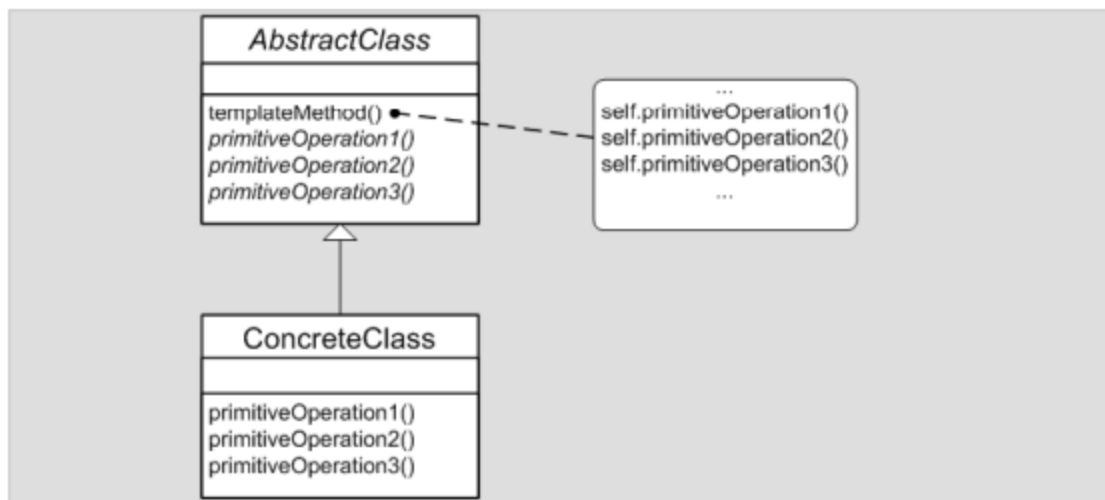 AbstractClass
templateMethod()
primitiveOperation1()
primitiveOperation2()
primitiveOperation3()
...
self.primitiveOperation1()
self.primitiveOperation2()
self.primitiveOperation3()
...
ConcreteClass
primitiveOperation1()
primitiveOperation2()
primitiveOperation3()